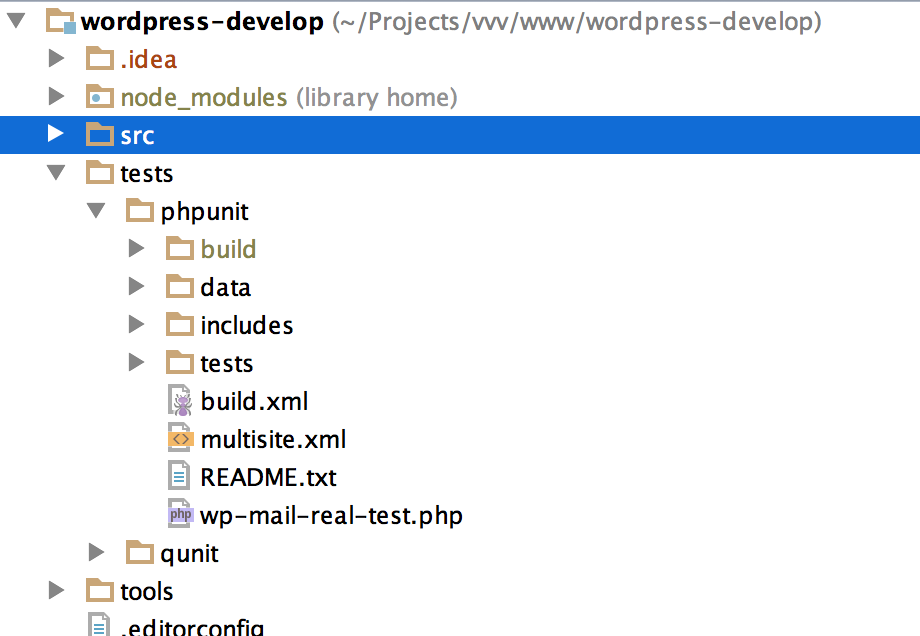 wordpress-develop (~/Projects/vvv/www/wordpress-develop)
.idea
node_modules (library home)
src
tests
phpunit
build
data
includes
tests
build.xml
multisite.xml
README.txt
php wp-mail-real-test.php
qunit
tools
.editorconfig